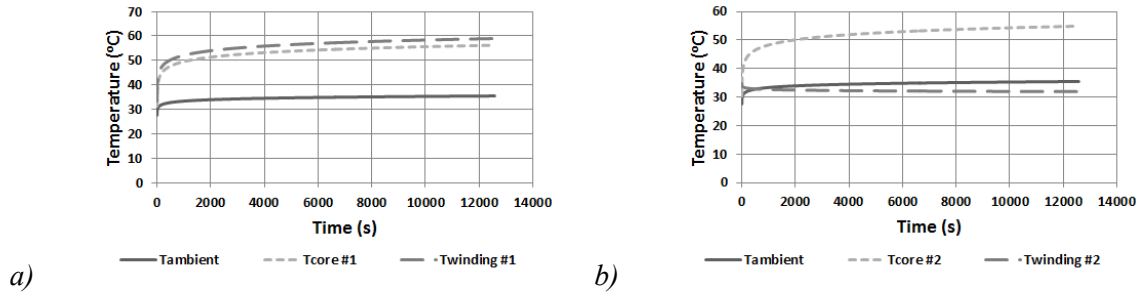 70
60
50
40
30
20
10
0
Temperature (ºC)
0 2000 4000 6000 8000 10000 12000 14000
Time (s)
Tambient Tcore #1 Twinding #1
a)
60
50
40
30
20
10
0
Temperature (ºC)
0 2000 4000 6000 8000 10000 12000 14000
Time (s)
Tambient Tcore #2 Twinding #2
b)